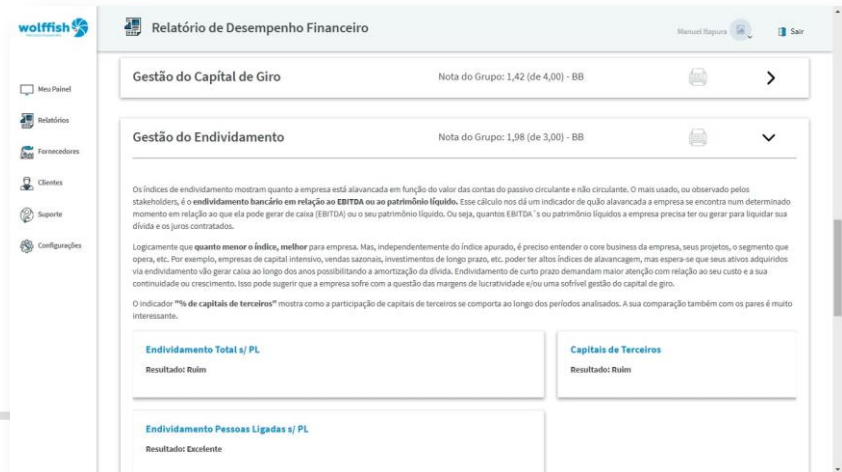 wolffish
Relatório de Desempenho Financeiro
Manuel Itapura
Sair
Meu Painel
Relatórios
Fornecedores
Clientes
Suporte
Configurações
Gestão do Capítal de Giro
Nota do Grupo: 1,42 (de 4,00) - BB
Gestão do Endividamento
Nota do Grupo: 1,98 (de 3,00) - BB
Os índices de endividamento mostram quanto a empresa está alavancada em função do valor das contas do passivo circulante e não circulante. O mais usado, ou observado pelos
stakeholders, é o endividamento bancário em relação ao EBITDA ou ao patrimônio líquido. Esse cálculo nos dá um indicador de quão alavancada a empresa se encontra num determinado
momento em relação ao que ela pode gerar de caixa (EBITDA) ou o seu patrimônio líquido. Ou seja, quantos EBITDA´s ou patrimônio líquidos a empresa precisa ter ou gerar para liquidar sua
dívida e os juros contratados.
Logicamente que quanto menor o índice, melhor para empresa. Mas, independentemente do índice apurado, é preciso entender o core business da empresa, seus projetos, o segmento que
opera, etc. Por exemplo, empresas de capital intensivo, vendas sazonais, investimentos de longo prazo, etc. poder ter altos índices de alavancagem, mas espera-se que seus ativos adquiridos
via endividamento vão gerar caixa ao longo dos anos possibilitando a amortização da dívida. Endividamento de curto prazo demandam maior atenção com relação ao seu custo e a sua
continuidade ou crescimento. Isso pode sugerir que a empresa sofre com a questão das margens de lucratividade e/ou uma sofrível gestão do capital de giro.
O indicador "% de capitais de terceiros" mostra como a participação de capitais de terceiros se comporta ao longo dos períodos analisados. A sua comparação também com os pares é muito
interessante.
Endividamento Total s/ PL
Resultado: Ruim
Capitais de Terceiros
Resultado: Ruim
Endividamento Pessoas Ligadas s/ PL
Resultado: Excelente